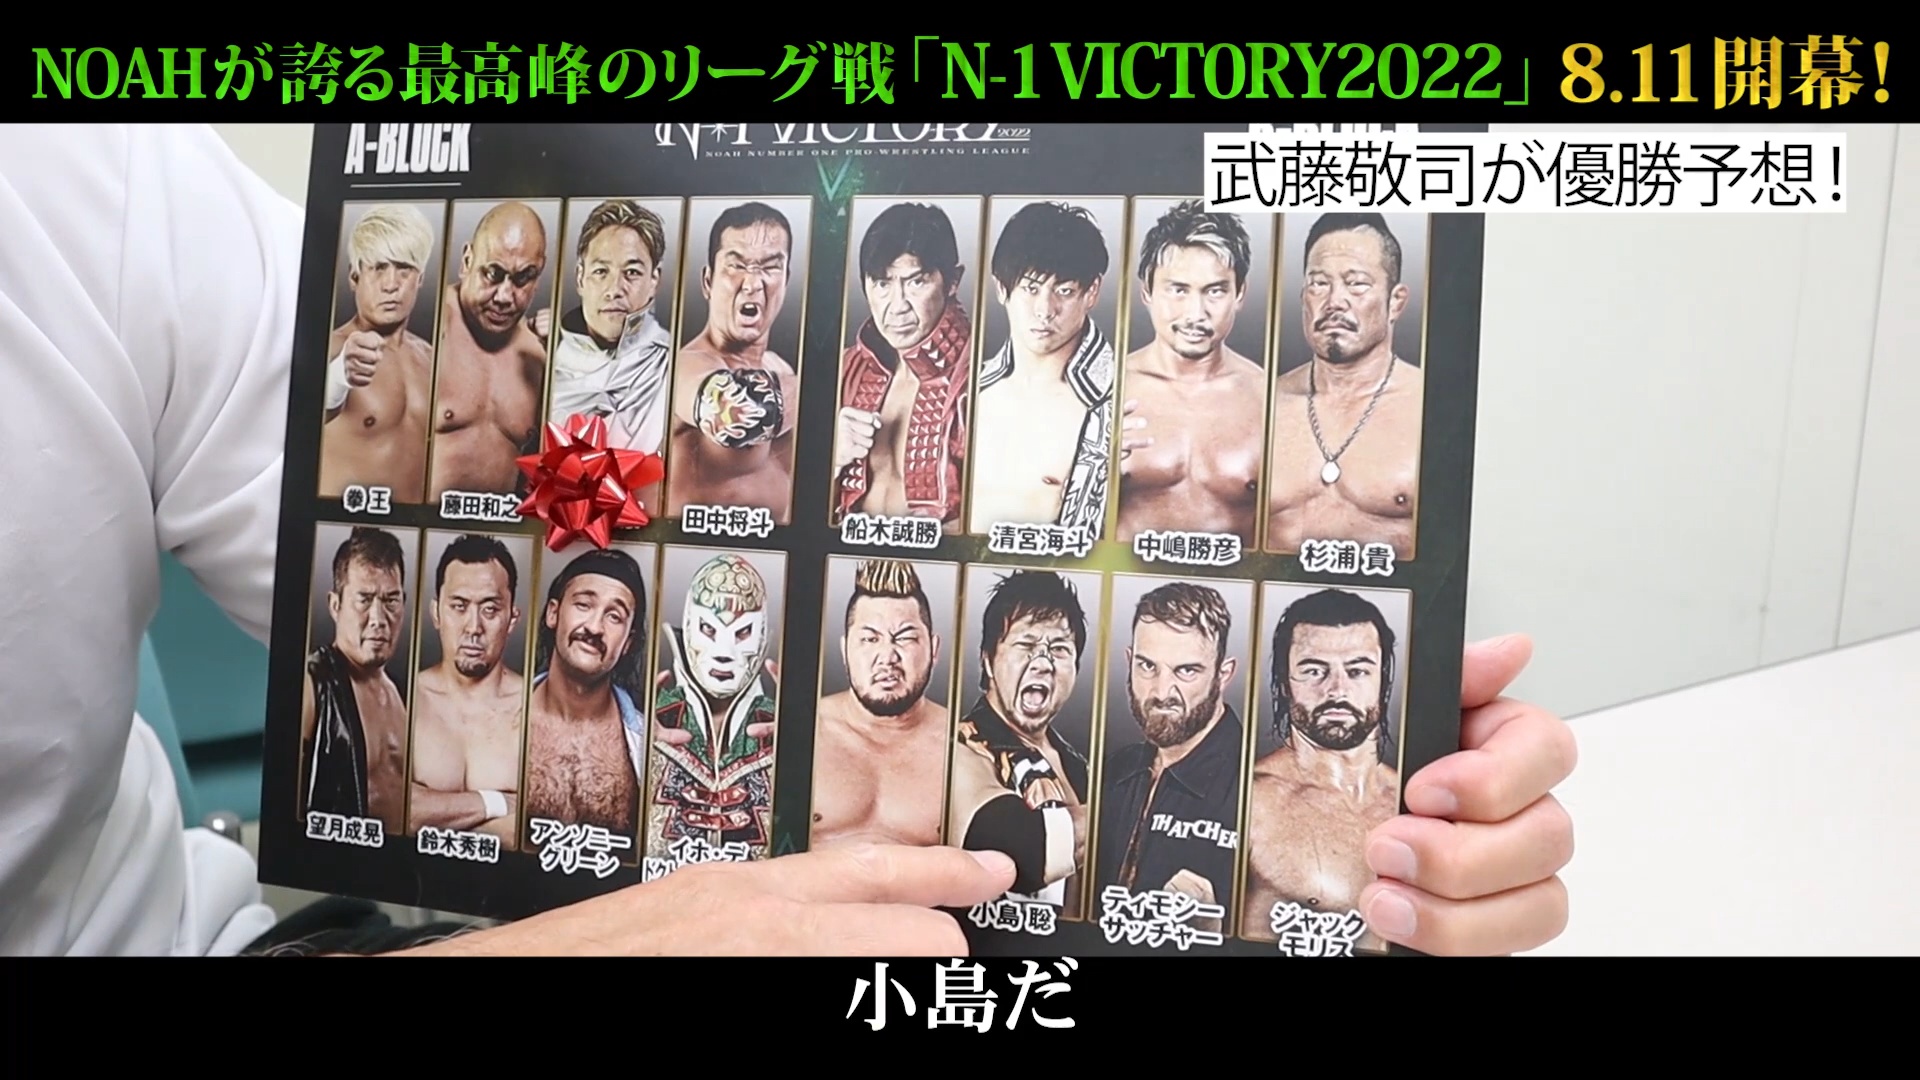 NOAHが誇る最高峰のリーグ戦「N-1 VICTORY2022」 8.11開幕!
武藤敬司が優勝予想!
A-BLOCK
N-1 VICTORY 2022
NOAH NUMBER ONE PRO-WRESTLING LEAGUE
拳王
藤田和之
田中将斗
船木誠勝
清宮海斗
中嶋勝彦
杉浦 貴
望月成晃
鈴木秀樹
アンソニー
グリーン
イホ・デ
小島 聡
ティモシー
サッチャー
ジャック
モリス
THATCHER
小島だ